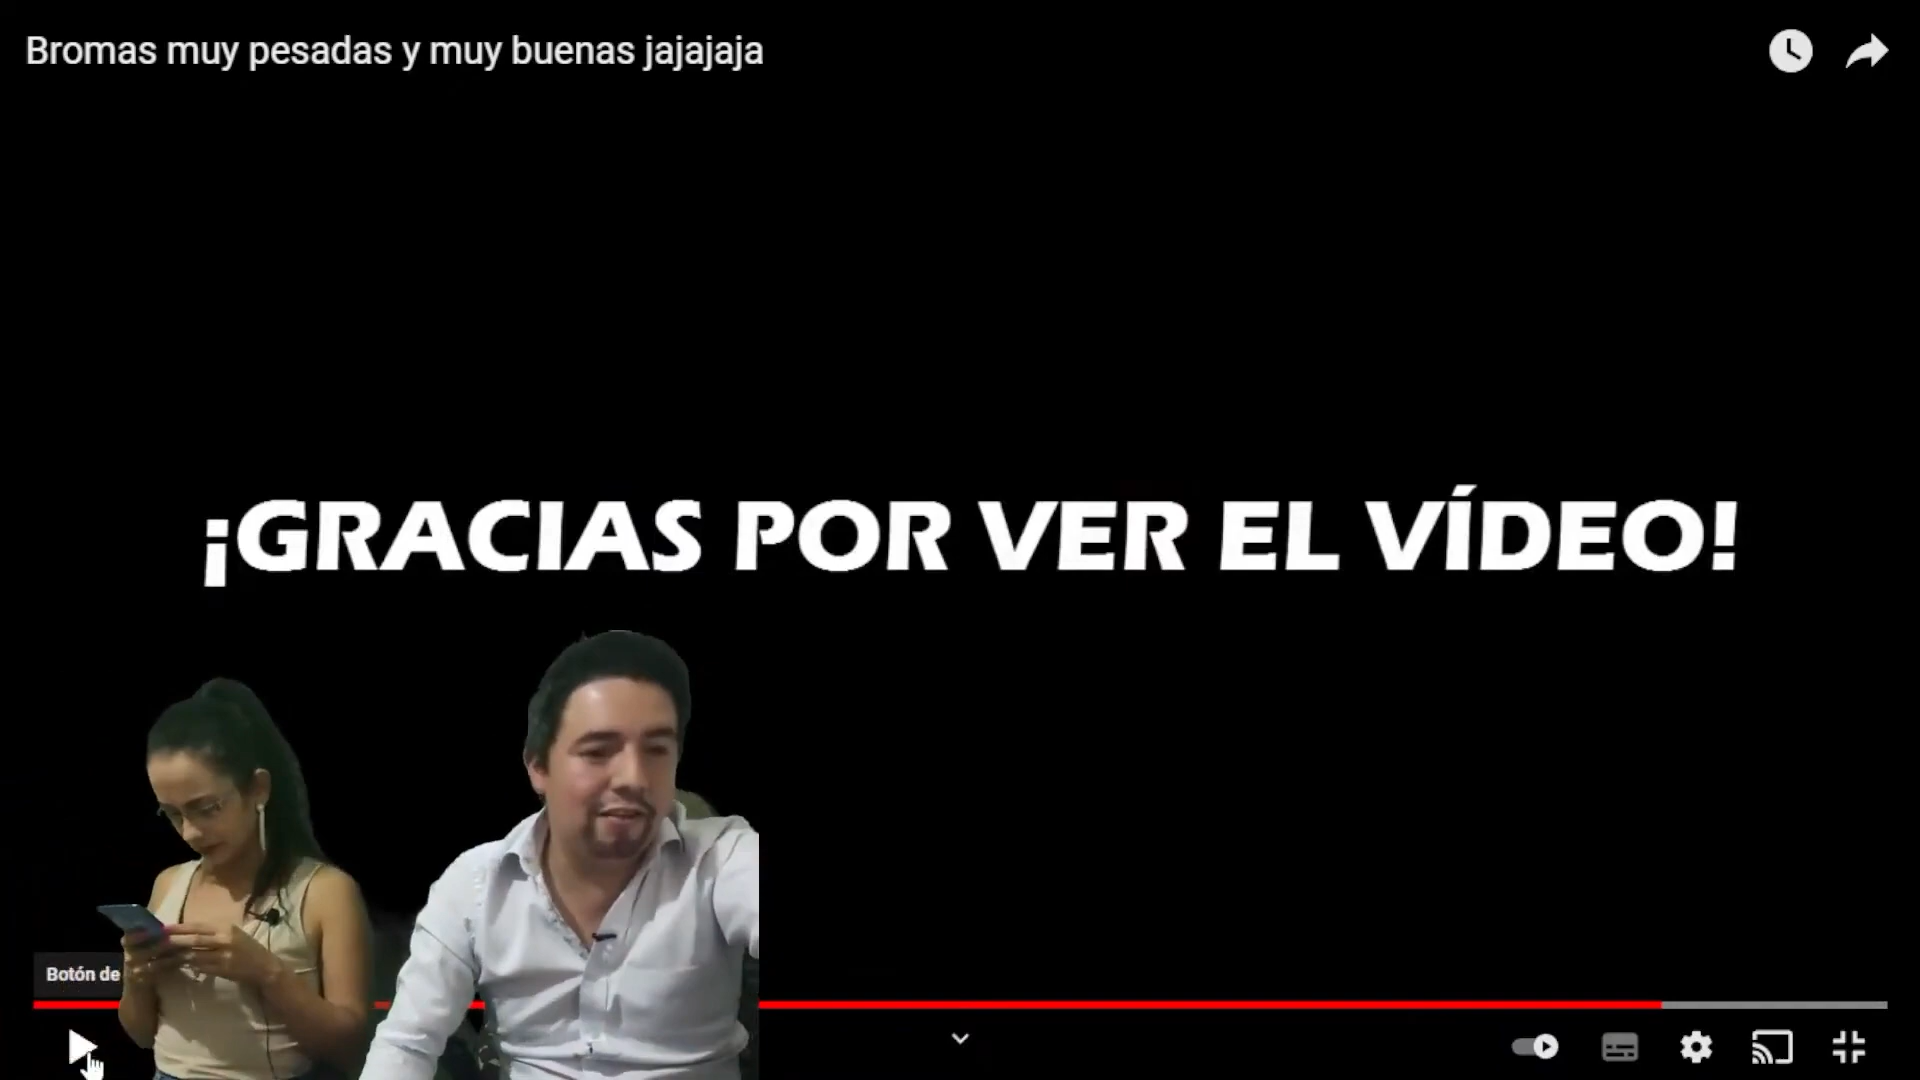 Bromas muy pesadas y muy buenas jajajaja
¡GRACIAS POR VER EL VÍDEO!
Botón de